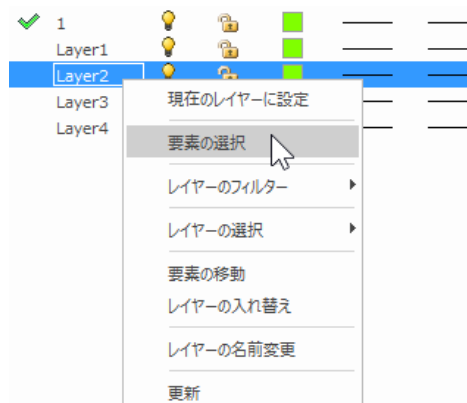 1
Layer1
Layer2
Layer3
Layer4
現在のレイヤーに設定
要素の選択
レイヤーのフィルター
レイヤーの選択
要素の移動
レイヤーの入れ替え
レイヤーの名前変更
更新